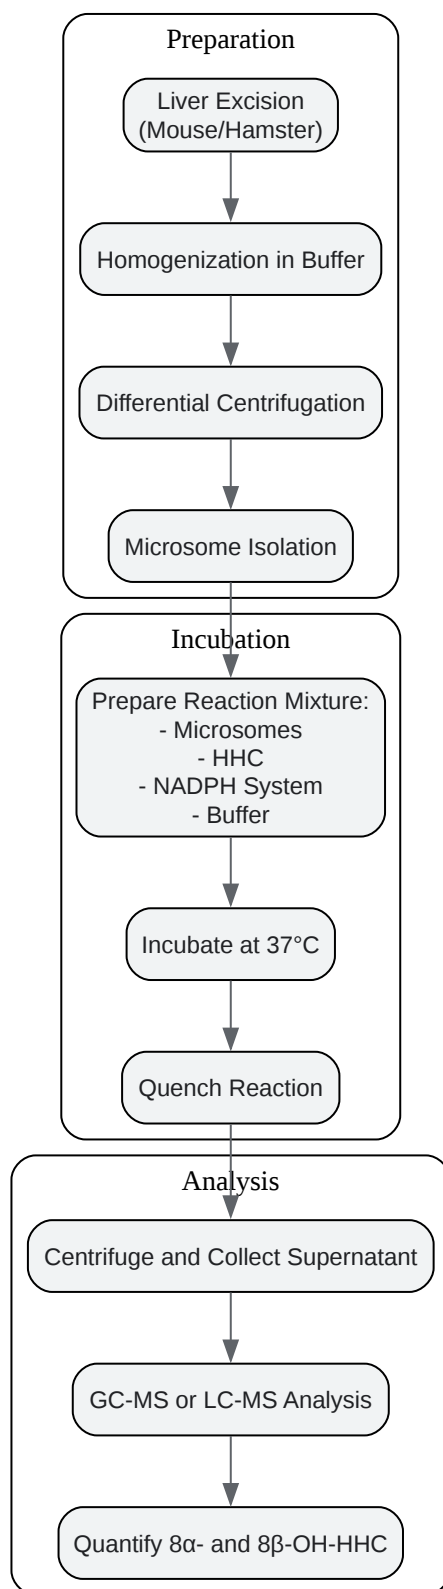 Preparation
Liver Excision
(Mouse/Hamster)
Homogenization in Buffer
Differential Centrifugation
Microsome Isolation
Incubation
Prepare Reaction Mixture:
- Microsomes
- HHC
- NADPH System
- Buffer
Incubate at 37°C
Quench Reaction
Analysis
Centrifuge and Collect Supernatant
GC-MS or LC-MS Analysis
Quantify 8α- and 8β-OH-HHC